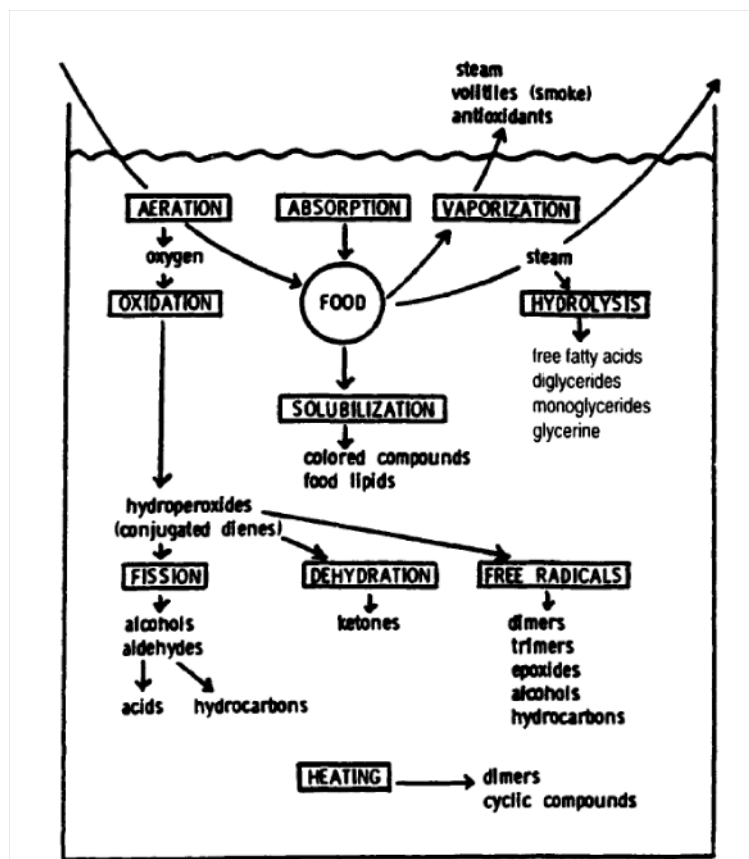 steam
volitiles (smoke)
antioxidants
AERATION
ABSORPTION
VAPORIZATION
oxygen
steam
OXIDATION
FOOD
HYDROLYSIS
free fatty acids
diglycerides
monoglycerides
glycerine
SOLUBILIZATION
colored compounds
food lipids
hydroperoxides
(conjugated dienes)
FISSION
DEHYDRATION
FREE RADICALS
alcohols
aldehydes
ketones
dimers
trimers
epoxides
alcohols
hydrocarbons
acids
hydrocarbons
HEATING
dimers
cyclic compounds